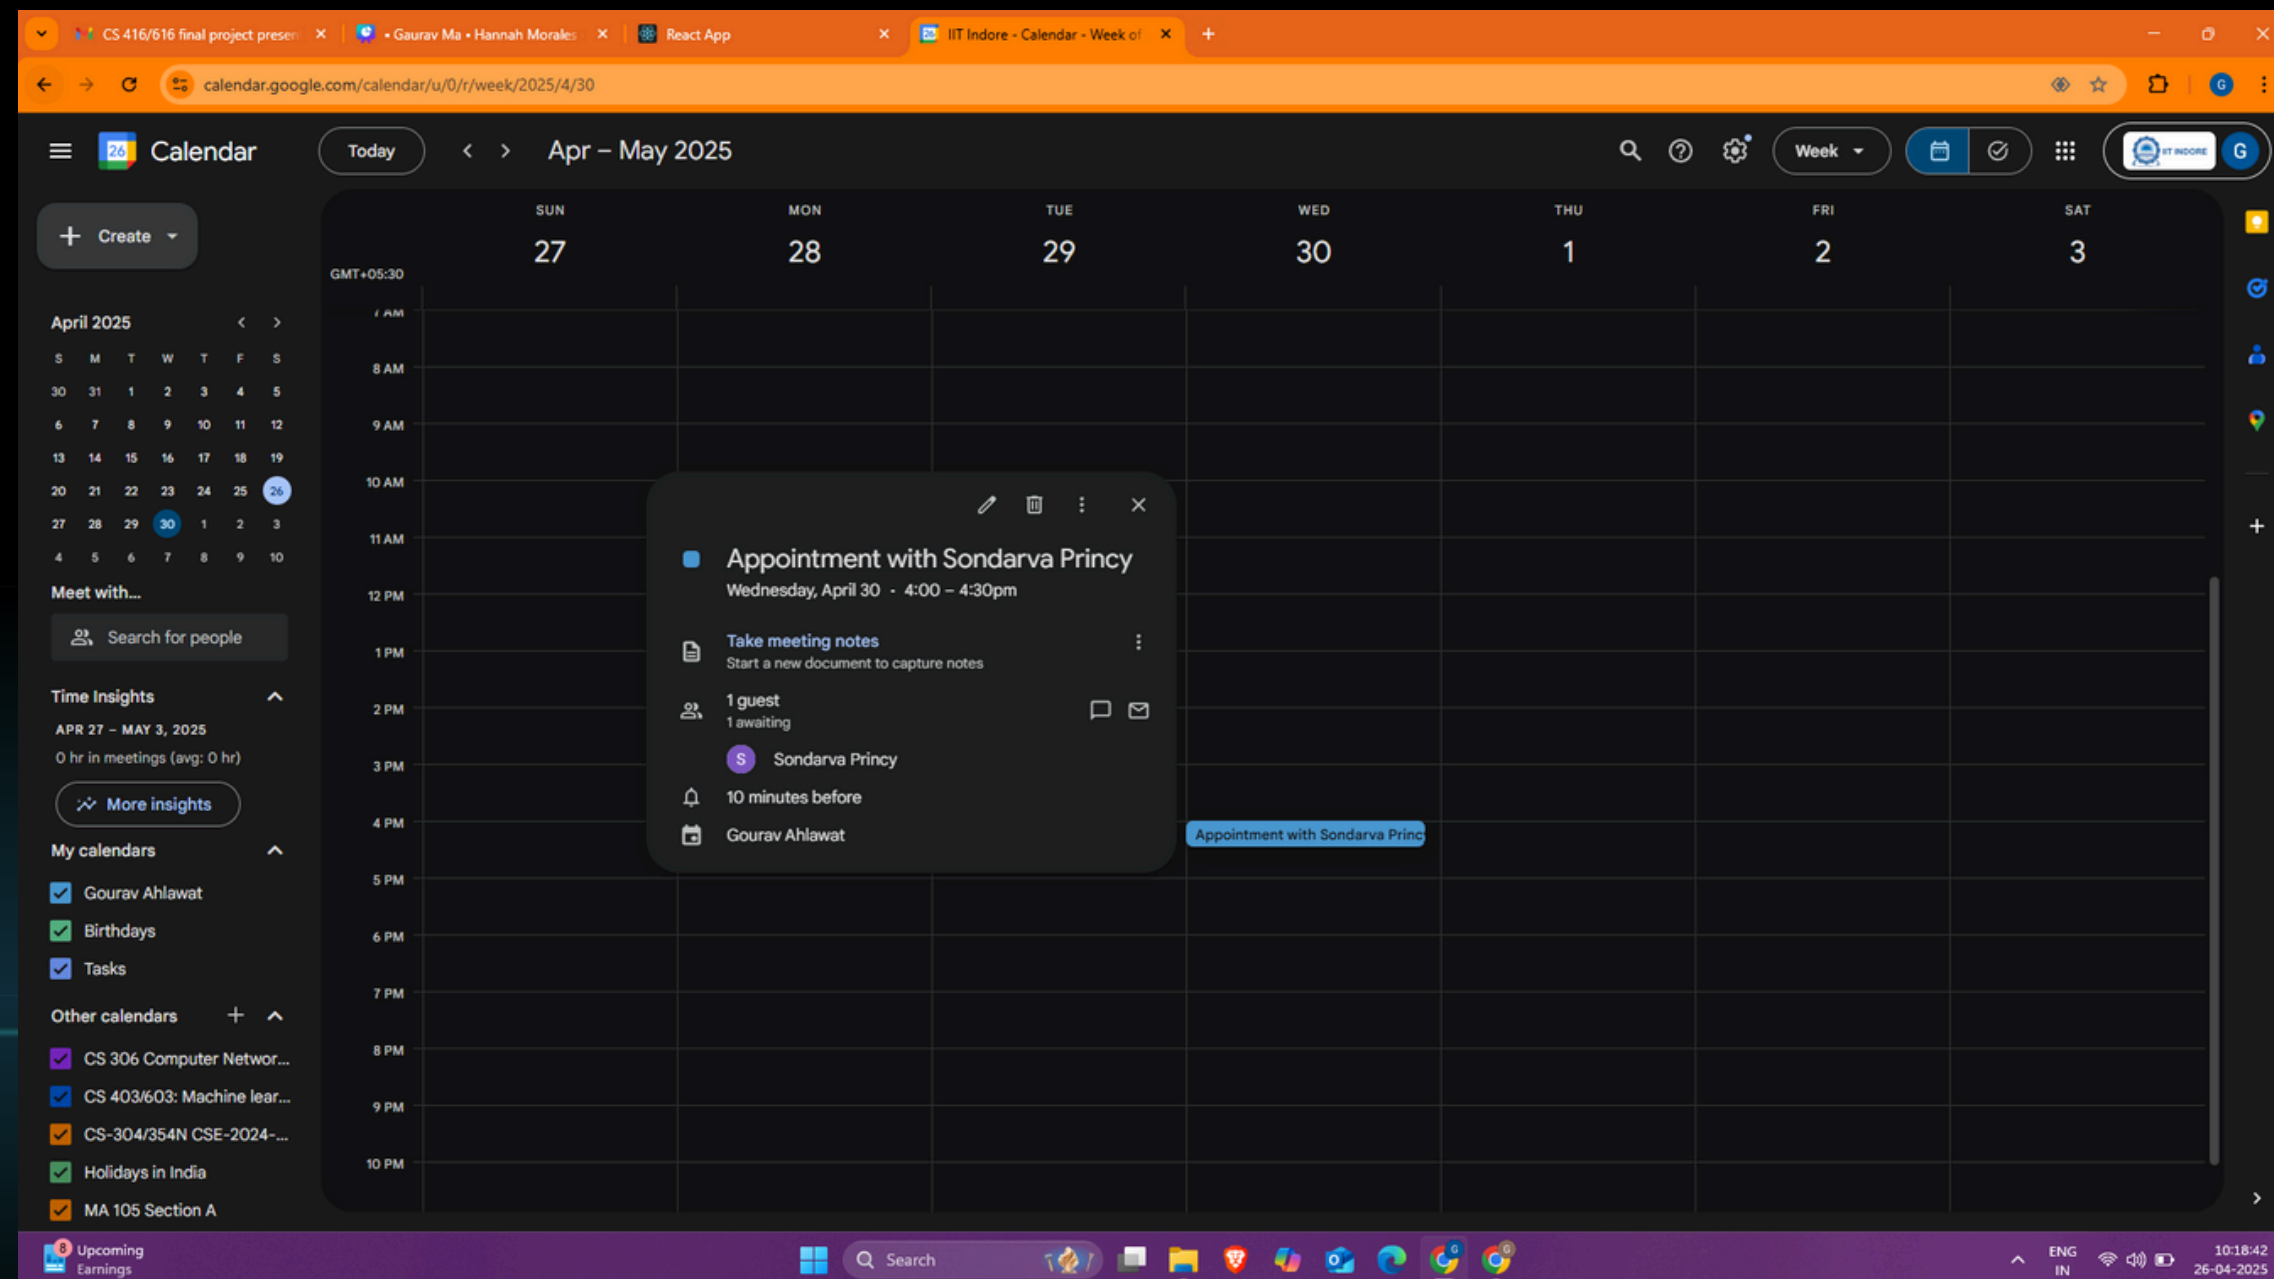 CS 416/616 final project presen
• Gaurav Ma • Hannah Morales
React App
IIT Indore - Calendar - Week of
calendar.google.com/calendar/u/0/r/week/2025/4/30
G
26
Calendar
Today
Apr – May 2025
Week
IIT INDORE
G
Create
SUN
MON
TUE
WED
THU
FRI
SAT
27
28
29
30
1
2
3
GMT+05:30
April 2025
S M T W T F S
30 31 1 2 3 4 5
6 7 8 9 10 11 12
13 14 15 16 17 18 19
20 21 22 23 24 25 26
27 28 29 30 1 2 3
4 5 6 7 8 9 10
Meet with...
Search for people
Time Insights
APR 27 – MAY 3, 2025
0 hr in meetings (avg: 0 hr)
More insights
My calendars
Gourav Ahlawat
Birthdays
Tasks
Other calendars
CS 306 Computer Networ...
CS 403/603: Machine lear...
CS-304/354N CSE-2024-...
Holidays in India
MA 105 Section A
7 AM
8 AM
9 AM
10 AM
11 AM
12 PM
1 PM
2 PM
3 PM
4 PM
5 PM
6 PM
7 PM
8 PM
9 PM
10 PM
Appointment with Sondarva Princy
Wednesday, April 30 · 4:00 – 4:30pm
Take meeting notes
Start a new document to capture notes
1 guest
1 awaiting
S
Sondarva Princy
10 minutes before
Gourav Ahlawat
Appointment with Sondarva Princ
8
Upcoming
Earnings
Search
G
G
ENG
IN
10:18:42
26-04-2025